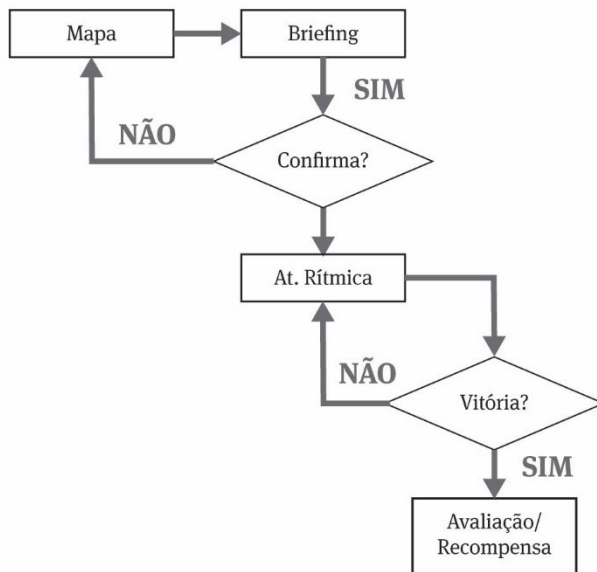 Mapa
Briefing
SIM
NÃO
Confirma?
At. Rítmica
NÃO
Vitória?
SIM
Avaliação/
Recompensa